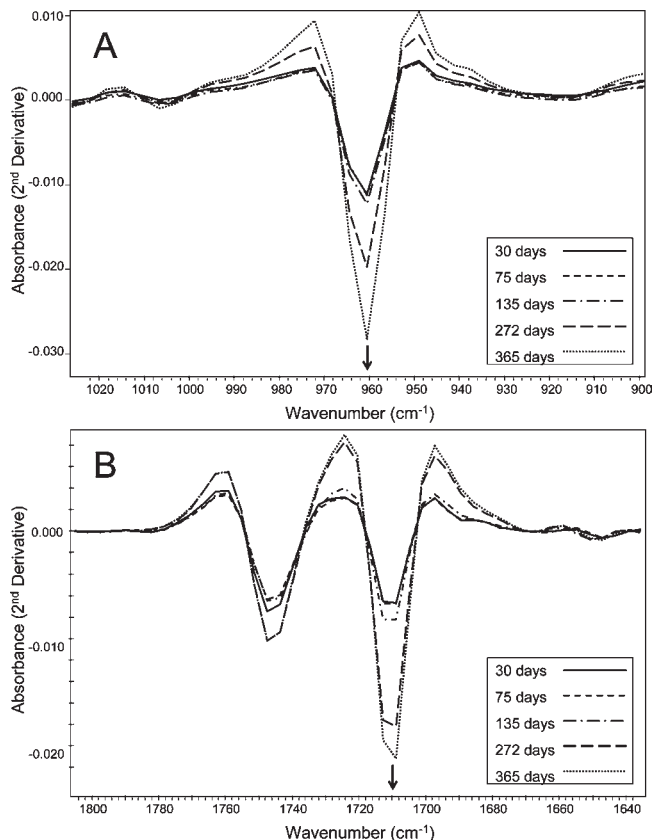 A
0.010
0.000
-0.010
-0.020
-0.030
Absorbance (2nd Derivative)
30 days
75 days
135 days
272 days
365 days
1020 1000 990 980 970 960 950 940 930 920 910 900
Wavenumber (cm-1)
B
0.000
-0.010
-0.020
Absorbance (2nd Derivative)
30 days
75 days
135 days
272 days
365 days
1800 1780 1760 1740 1720 1700 1680 1660 1640
Wavenumber (cm-1)